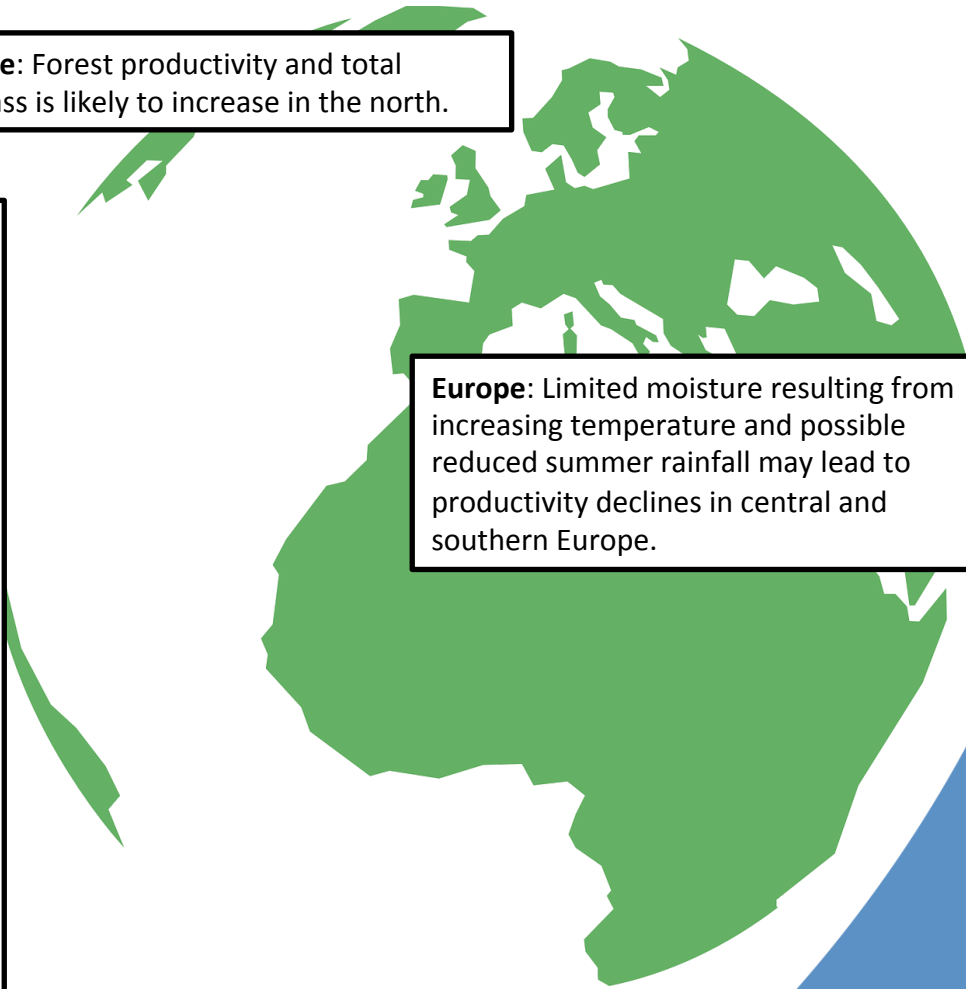 e: Forest productivity and total
ss is likely to increase in the north.
Europe: Limited moisture resulting from
increasing temperature and possible
reduced summer rainfall may lead to
productivity declines in central and
southern Europe.